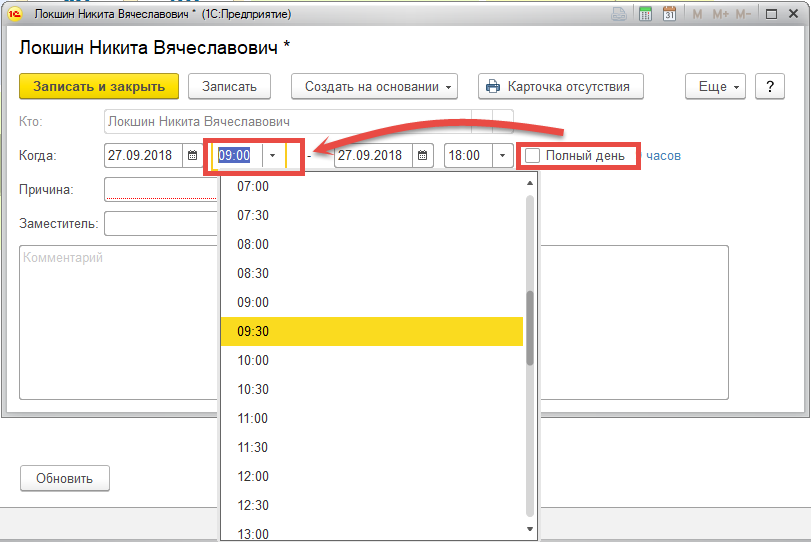 Локшин Никита Вячеславович * (1С:Предприятие)
31 M M+ M-
Локшин Никита Вячеславович *
Записать и закрыть Записать Создать на основании Карточка отсутствия Еще ?
Кто: Локшин Никита Вячеславович
Когда: 27.09.2018 09:00 - 27.09.2018 18:00 Полный день часов
Причина:
Заместитель:
Комментарий
07:00
07:30
08:00
08:30
09:00
09:30
10:00
10:30
11:00
11:30
12:00
12:30
13:00
Обновить